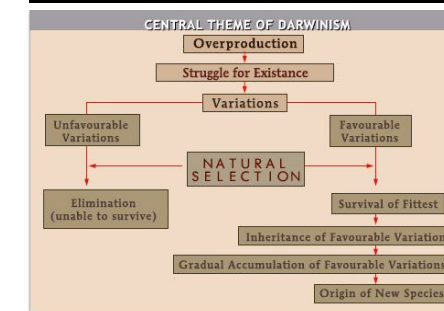 CENTRAL THEME OF DARWINISM
Overproduction
Struggle for Existance
Variations
Unfavourable
Variations
Favourable
Variations
NATURAL
SELECTION
Elimination
(unable to survive)
Survival of Fittest
Inheritance of Favourable Variation
Gradual Accumulation of Favourable Variations
Origin of New Species